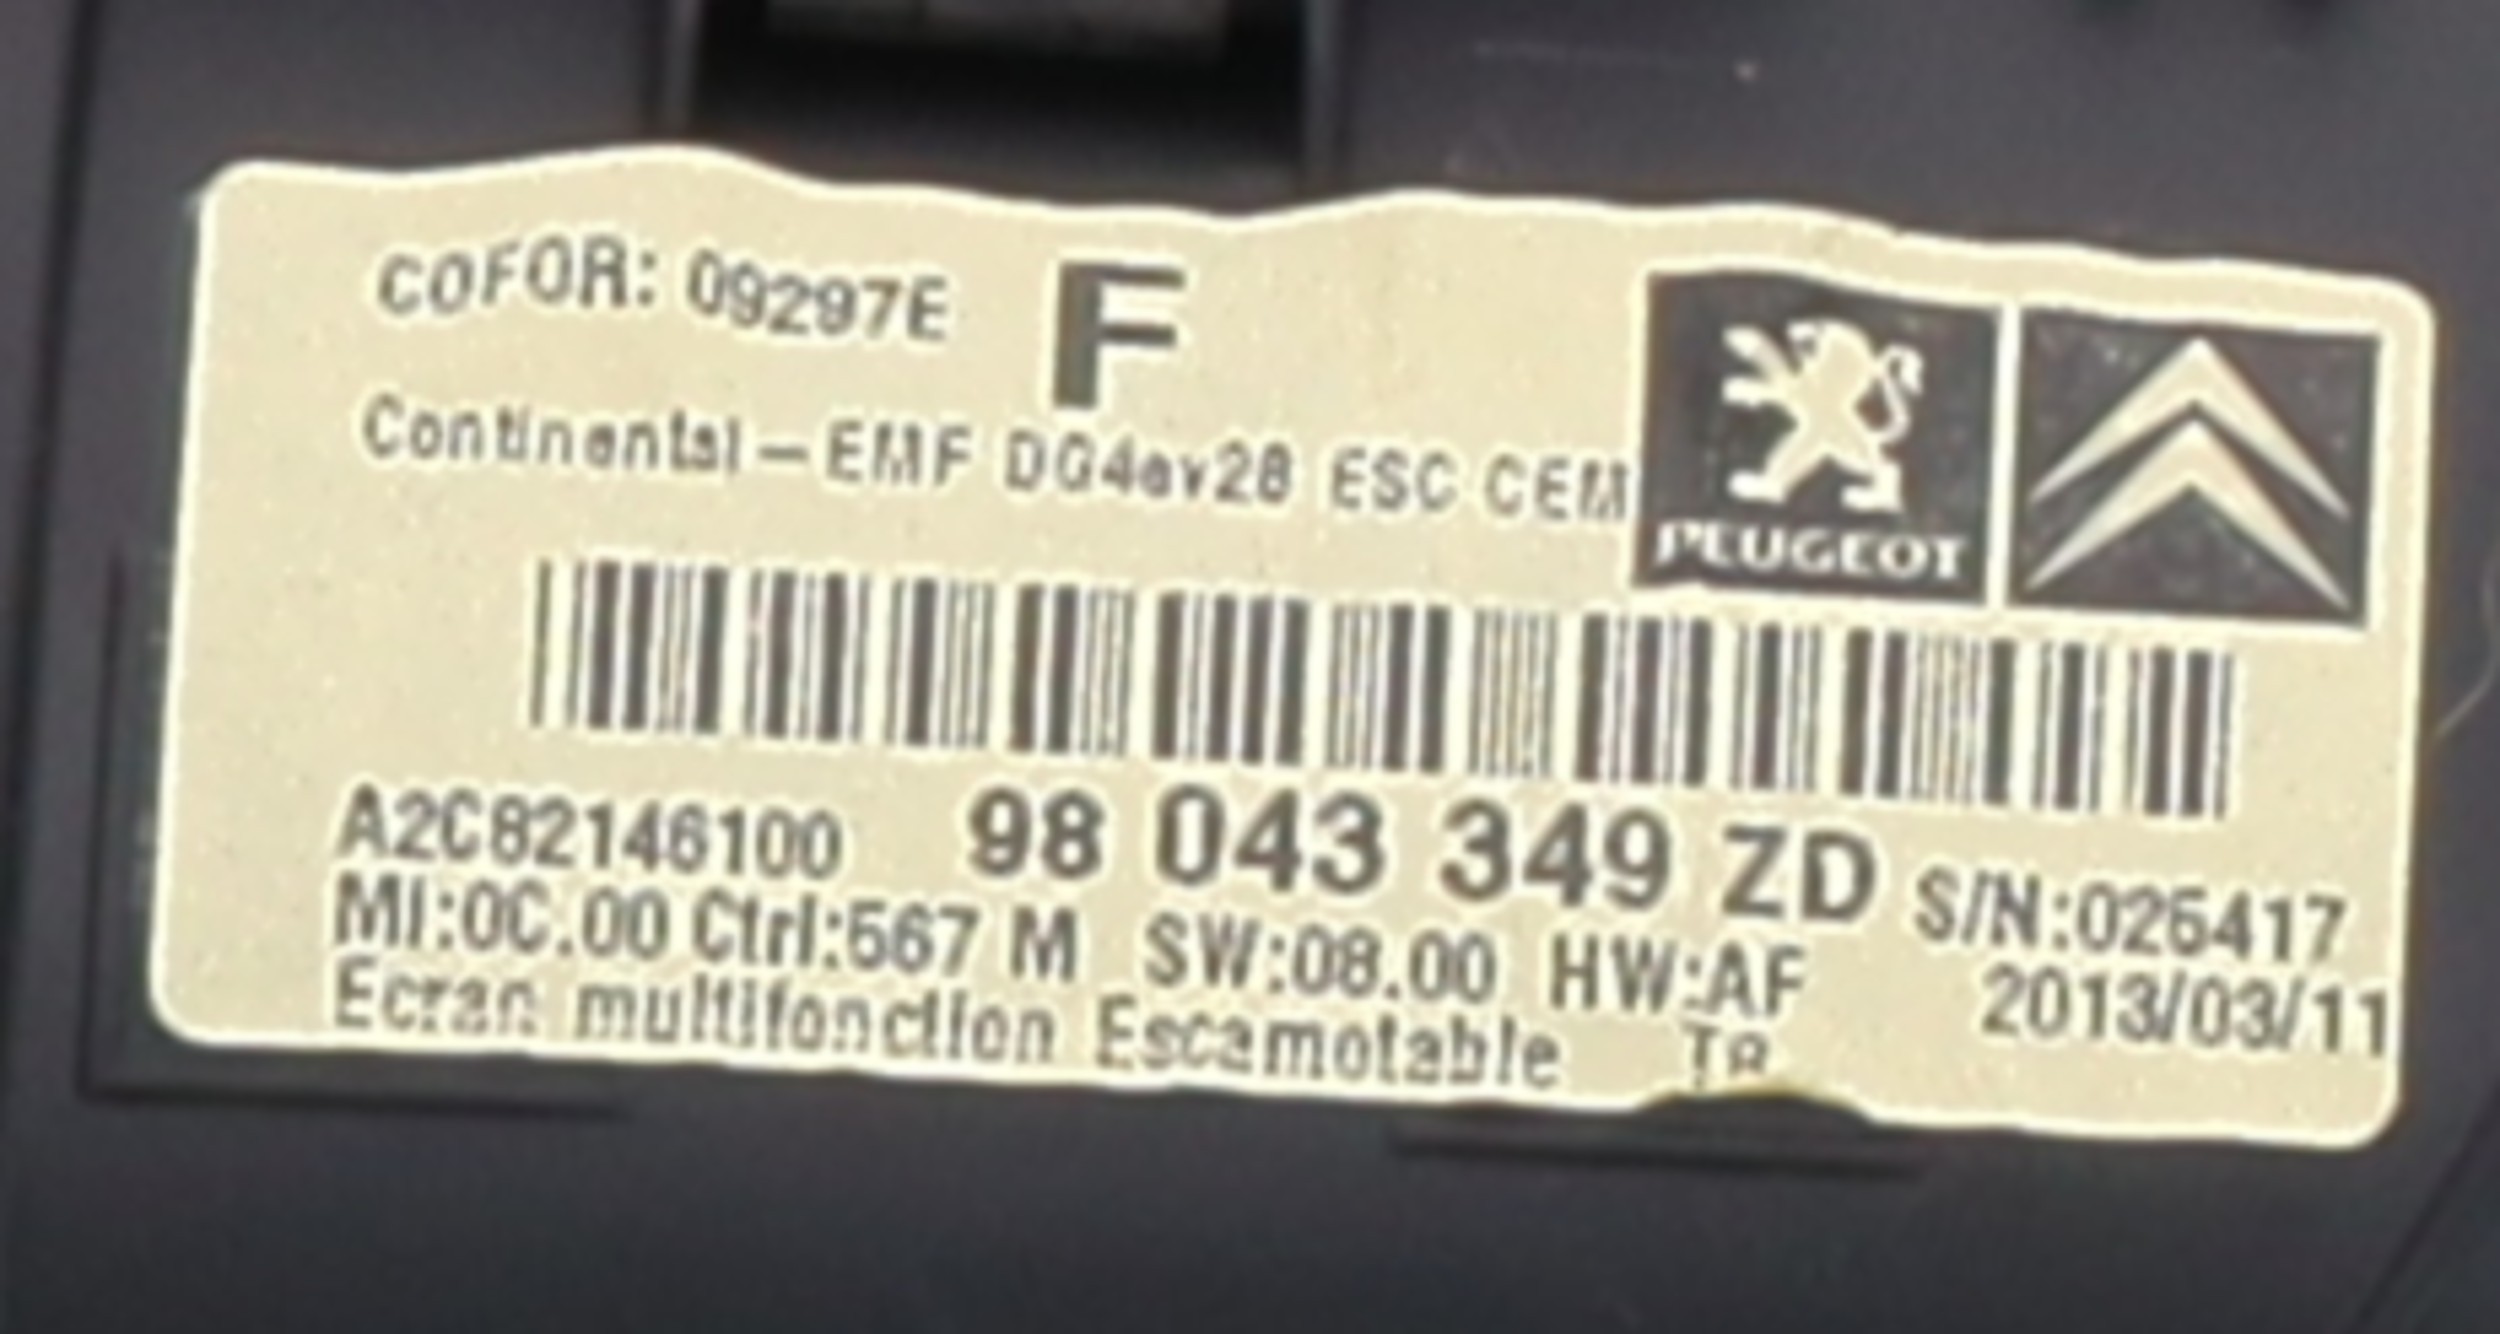 COFOR: 09297E F
Continental-EMF DG4av28 ESC CEM
PEUGEOT
A2C82146100 98 043 349 ZD S/N:025417
MI:0C.00 Ctrl:567 M SW:08.00 HW:AF 2013/03/11
Ecran multifonction Escamotable